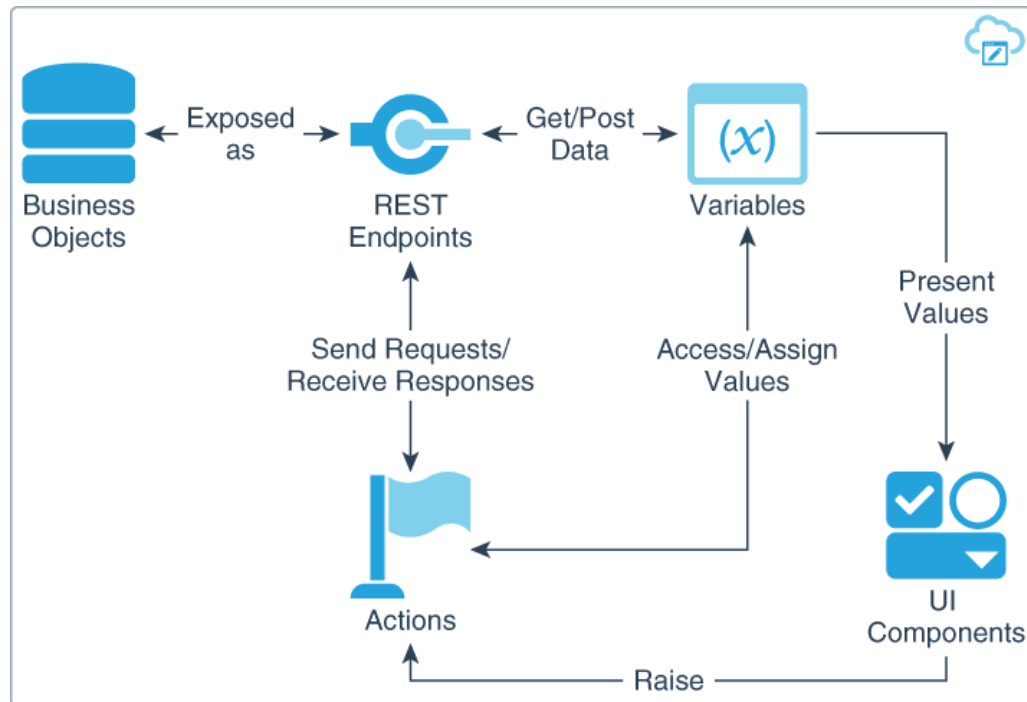 Exposed
as
Get/Post
Data
(x)
Business
Objects
REST
Endpoints
Variables
Present
Values
Send Requests/
Receive Responses
Access/Assign
Values
Actions
UI
Components
Raise